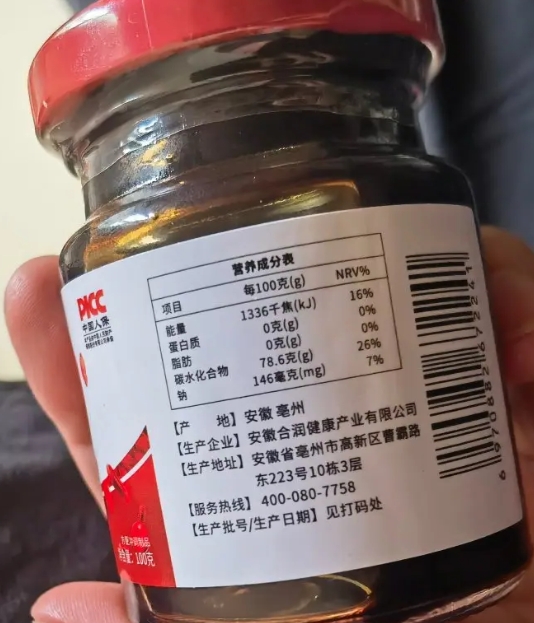 PICC
中国人保
营养成分表
项目 每100克(g) NRV%
能量 1336千焦(kJ) 16%
蛋白质 0克(g) 0%
脂肪 0克(g) 0%
碳水化合物 78.6克(g) 26%
钠 146毫克(mg) 7%
【产 地】安徽 亳州
【生产企业】安徽合润健康产业有限公司
【生产地址】安徽省亳州市高新区曹霸路
东223号10栋3层
【服务热线】400-080-7758
【生产批号/生产日期】见打码处
净含量: 100克